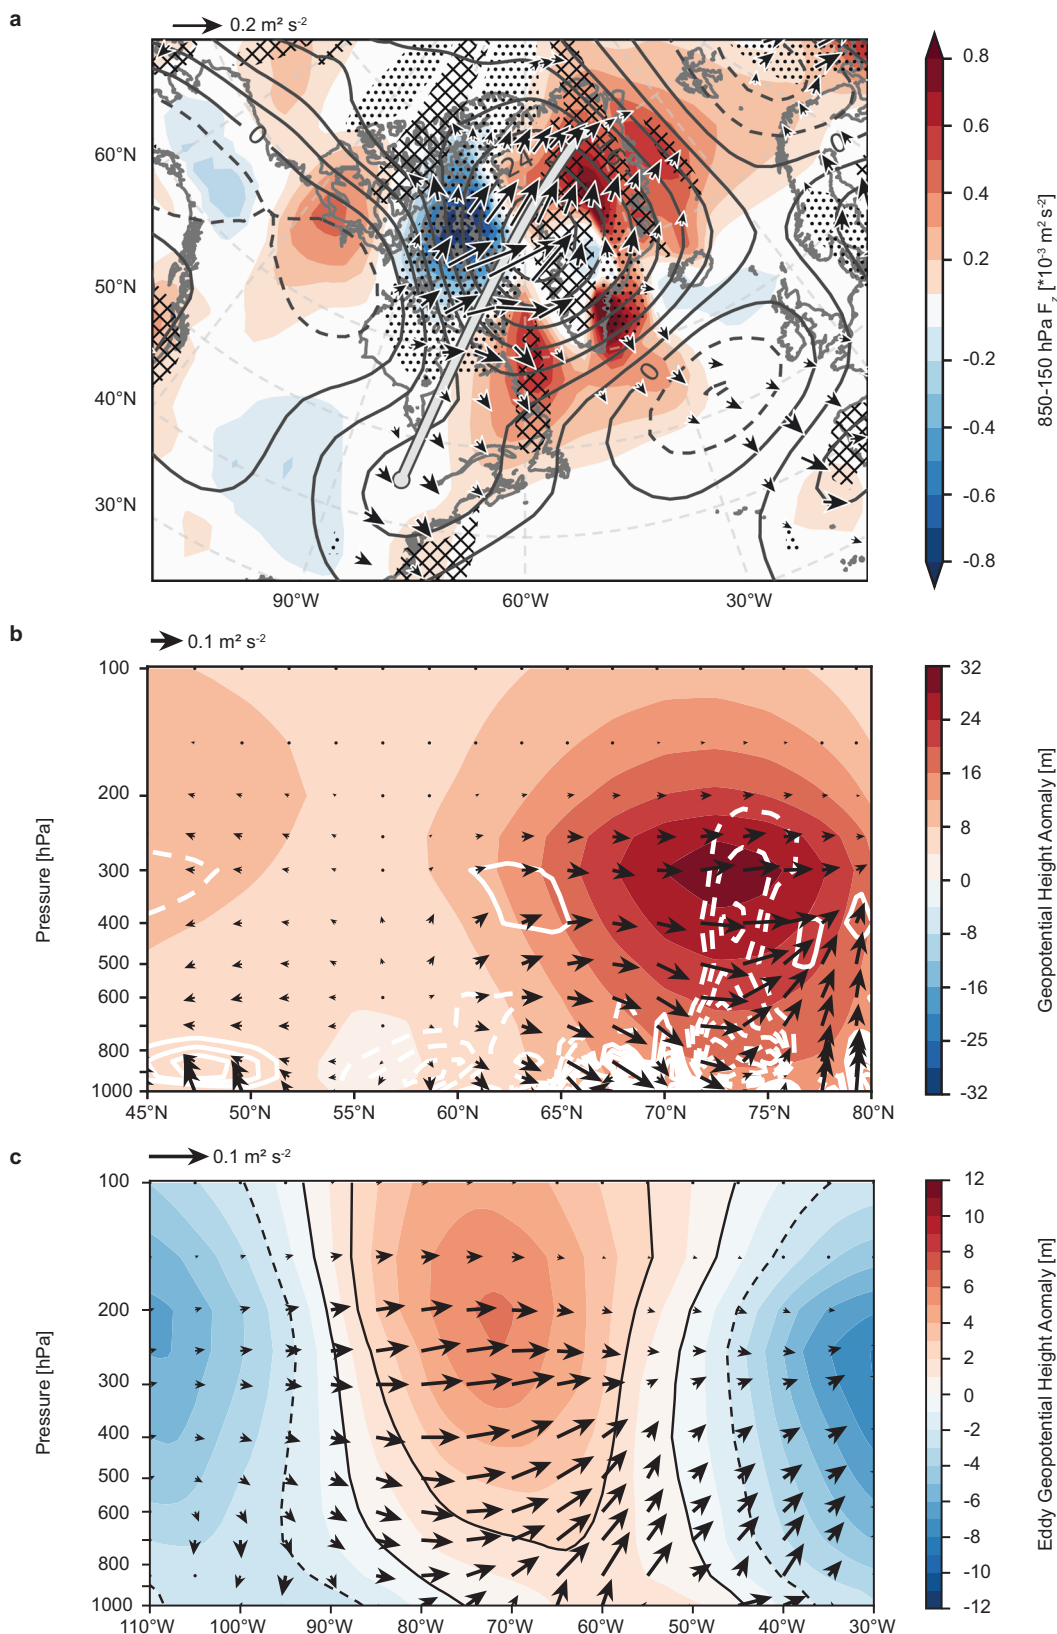 a
0.2 m² s⁻²
60°N
50°N
40°N
30°N
90°W
60°W
30°W
0
24
0
0
0.8
0.6
0.4
0.2
-0.2
-0.4
-0.6
-0.8
850-150 hPa F_z [*10⁻³ m² s⁻²]
b
0.1 m² s⁻²
100
200
300
400
500
600
800
1000
Pressure [hPa]
45°N
50°N
55°N
60°N
65°N
70°N
75°N
80°N
32
24
16
8
0
-8
-16
-25
-32
Geopotential Height Aomaly [m]
c
0.1 m² s⁻²
100
200
300
400
500
600
800
1000
Pressure [hPa]
110°W
100°W
90°W
80°W
70°W
60°W
50°W
40°W
30°W
12
10
8
6
4
2
0
-2
-4
-6
-8
-10
-12
Eddy Geopotential Height Aomaly [m]